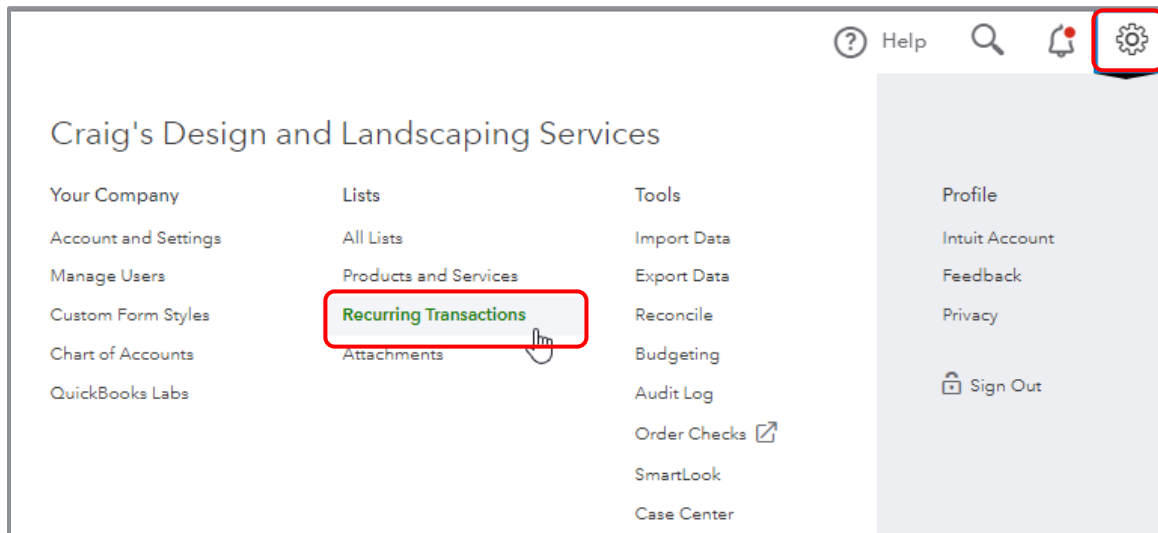 Help
Craig's Design and Landscaping Services
Your Company
Account and Settings
Manage Users
Custom Form Styles
Chart of Accounts
QuickBooks Labs
Lists
All Lists
Products and Services
Recurring Transactions
Attachments
Tools
Import Data
Export Data
Reconcile
Budgeting
Audit Log
Order Checks
SmartLook
Case Center
Profile
Intuit Account
Feedback
Privacy
Sign Out